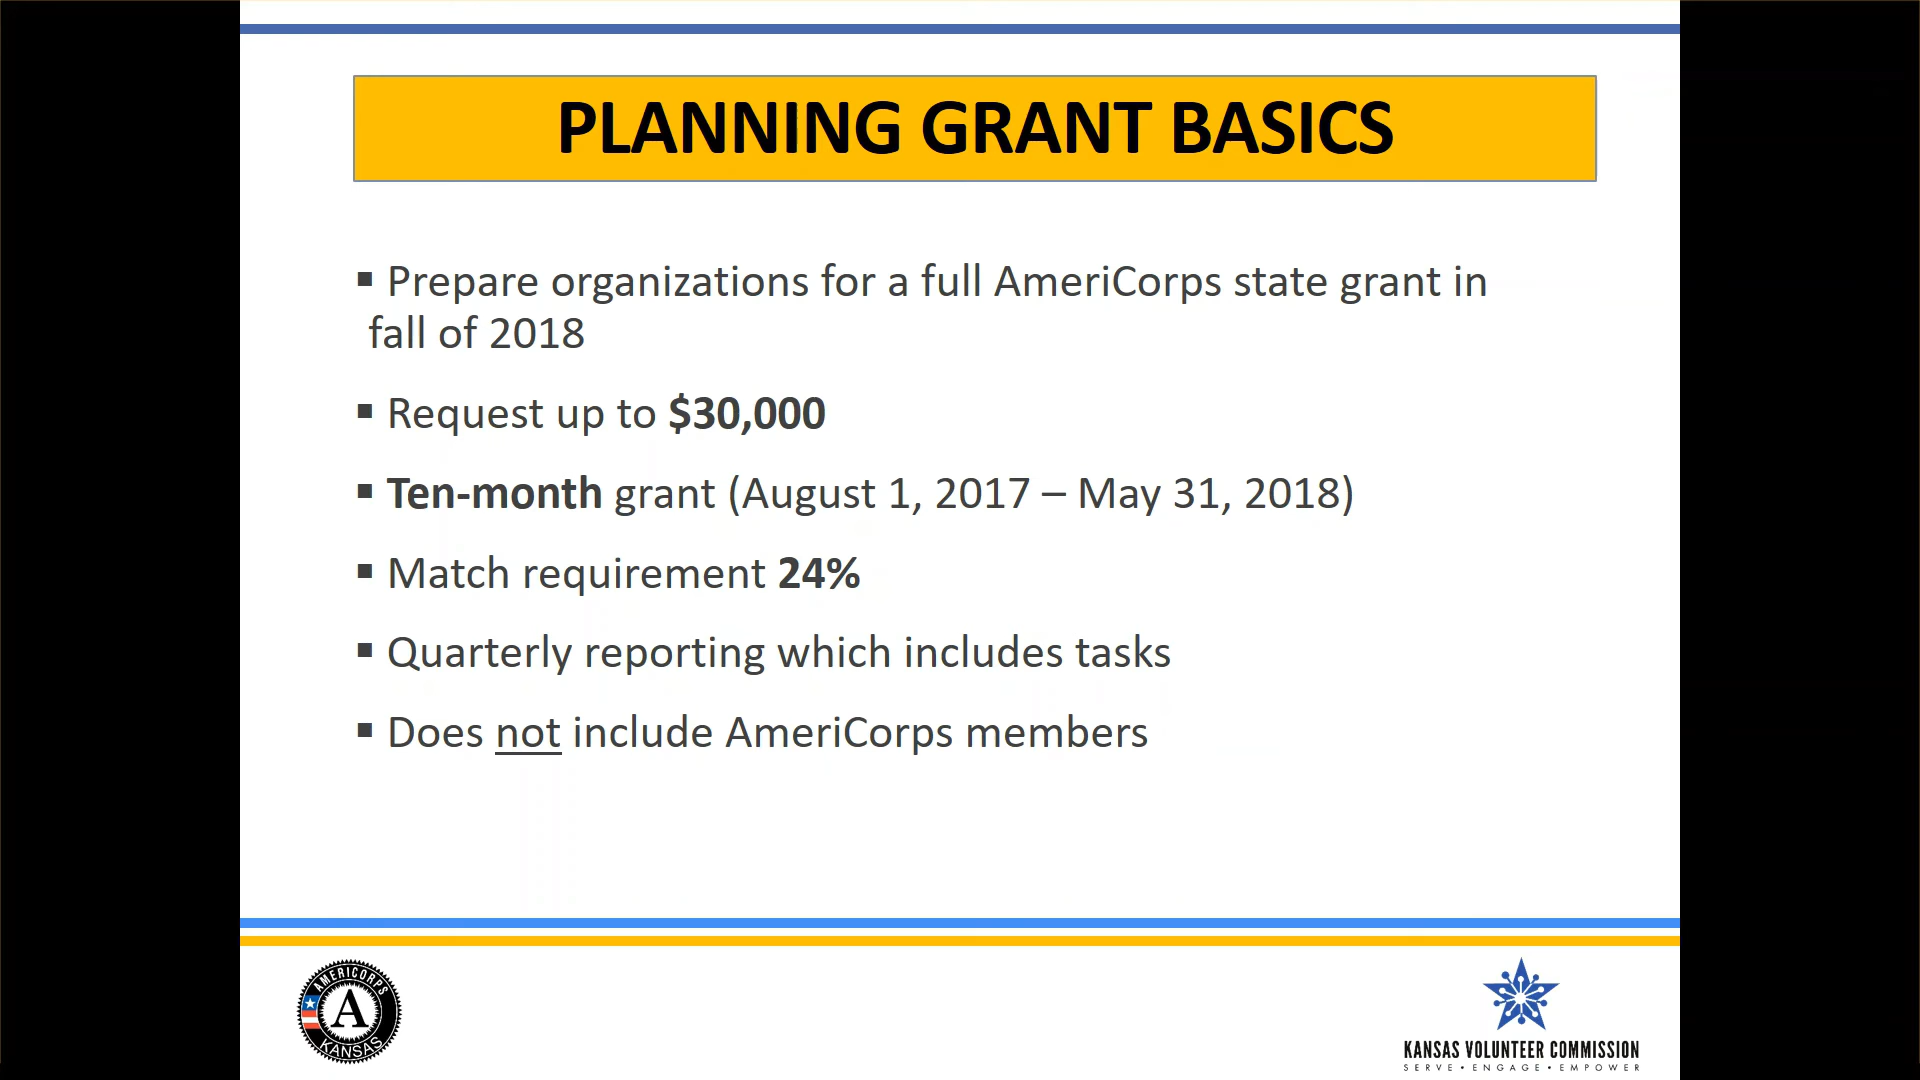 PLANNING GRANT BASICS
▪ Prepare organizations for a full AmeriCorps state grant in
fall of 2018
▪ Request up to $30,000
▪ Ten-month grant (August 1, 2017 – May 31, 2018)
▪ Match requirement 24%
▪ Quarterly reporting which includes tasks
▪ Does not include AmeriCorps members
AMERICORPS
A
KANSAS
KANSAS VOLUNTEER COMMISSION
SERVE • ENGAGE • EMPOWER